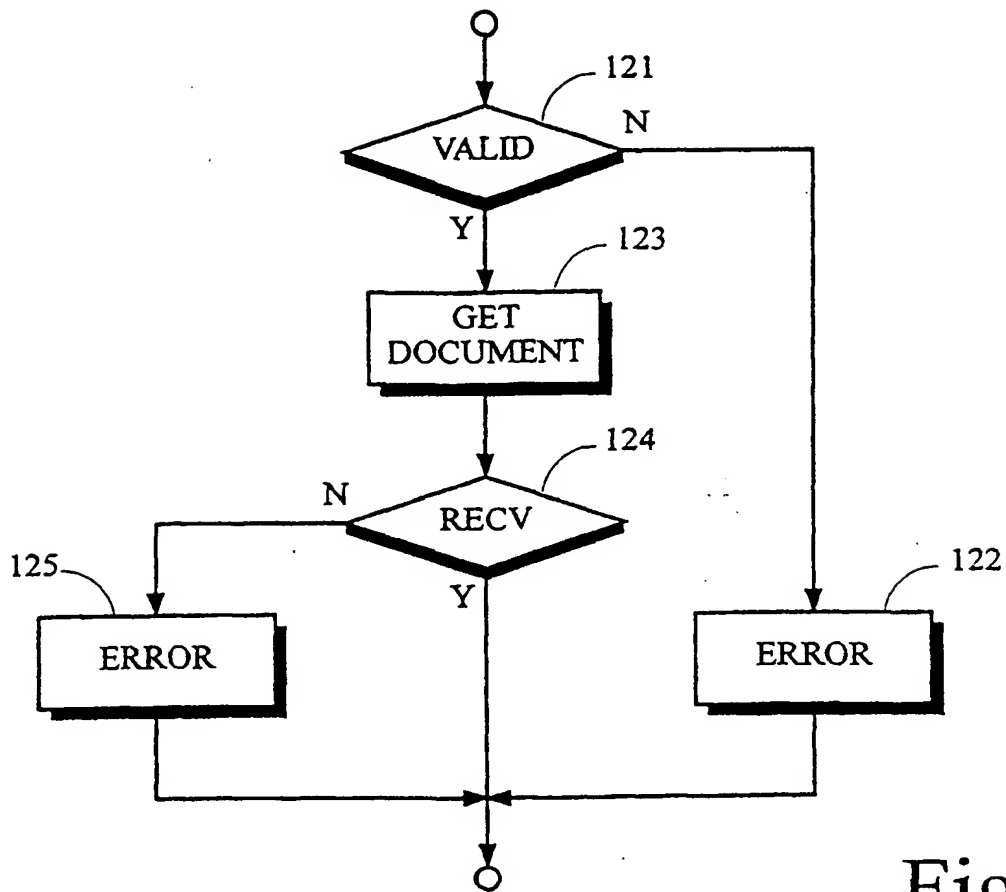 121
VALID
N
Y
123
GET
DOCUMENT
124
N
RECV
Y
125
ERROR
122
ERROR